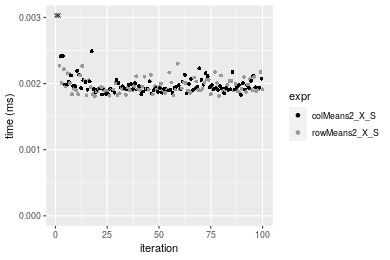 0.003
0.002
0.001
0.000
time (ms)
0
25
50
75
100
iteration
expr
colMeans2_X_S
rowMeans2_X_S